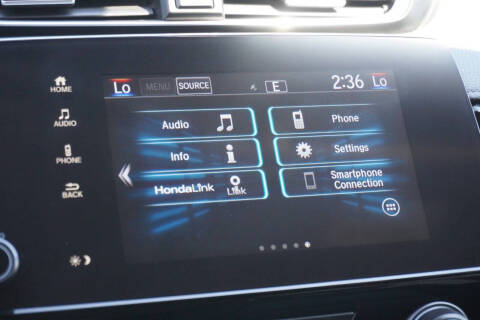 Lo MENU SOURCE E 2:36 Lo
HOME
AUDIO
PHONE
BACK
Audio
Phone
Info
Settings
HondaLink Link
Smartphone
Connection